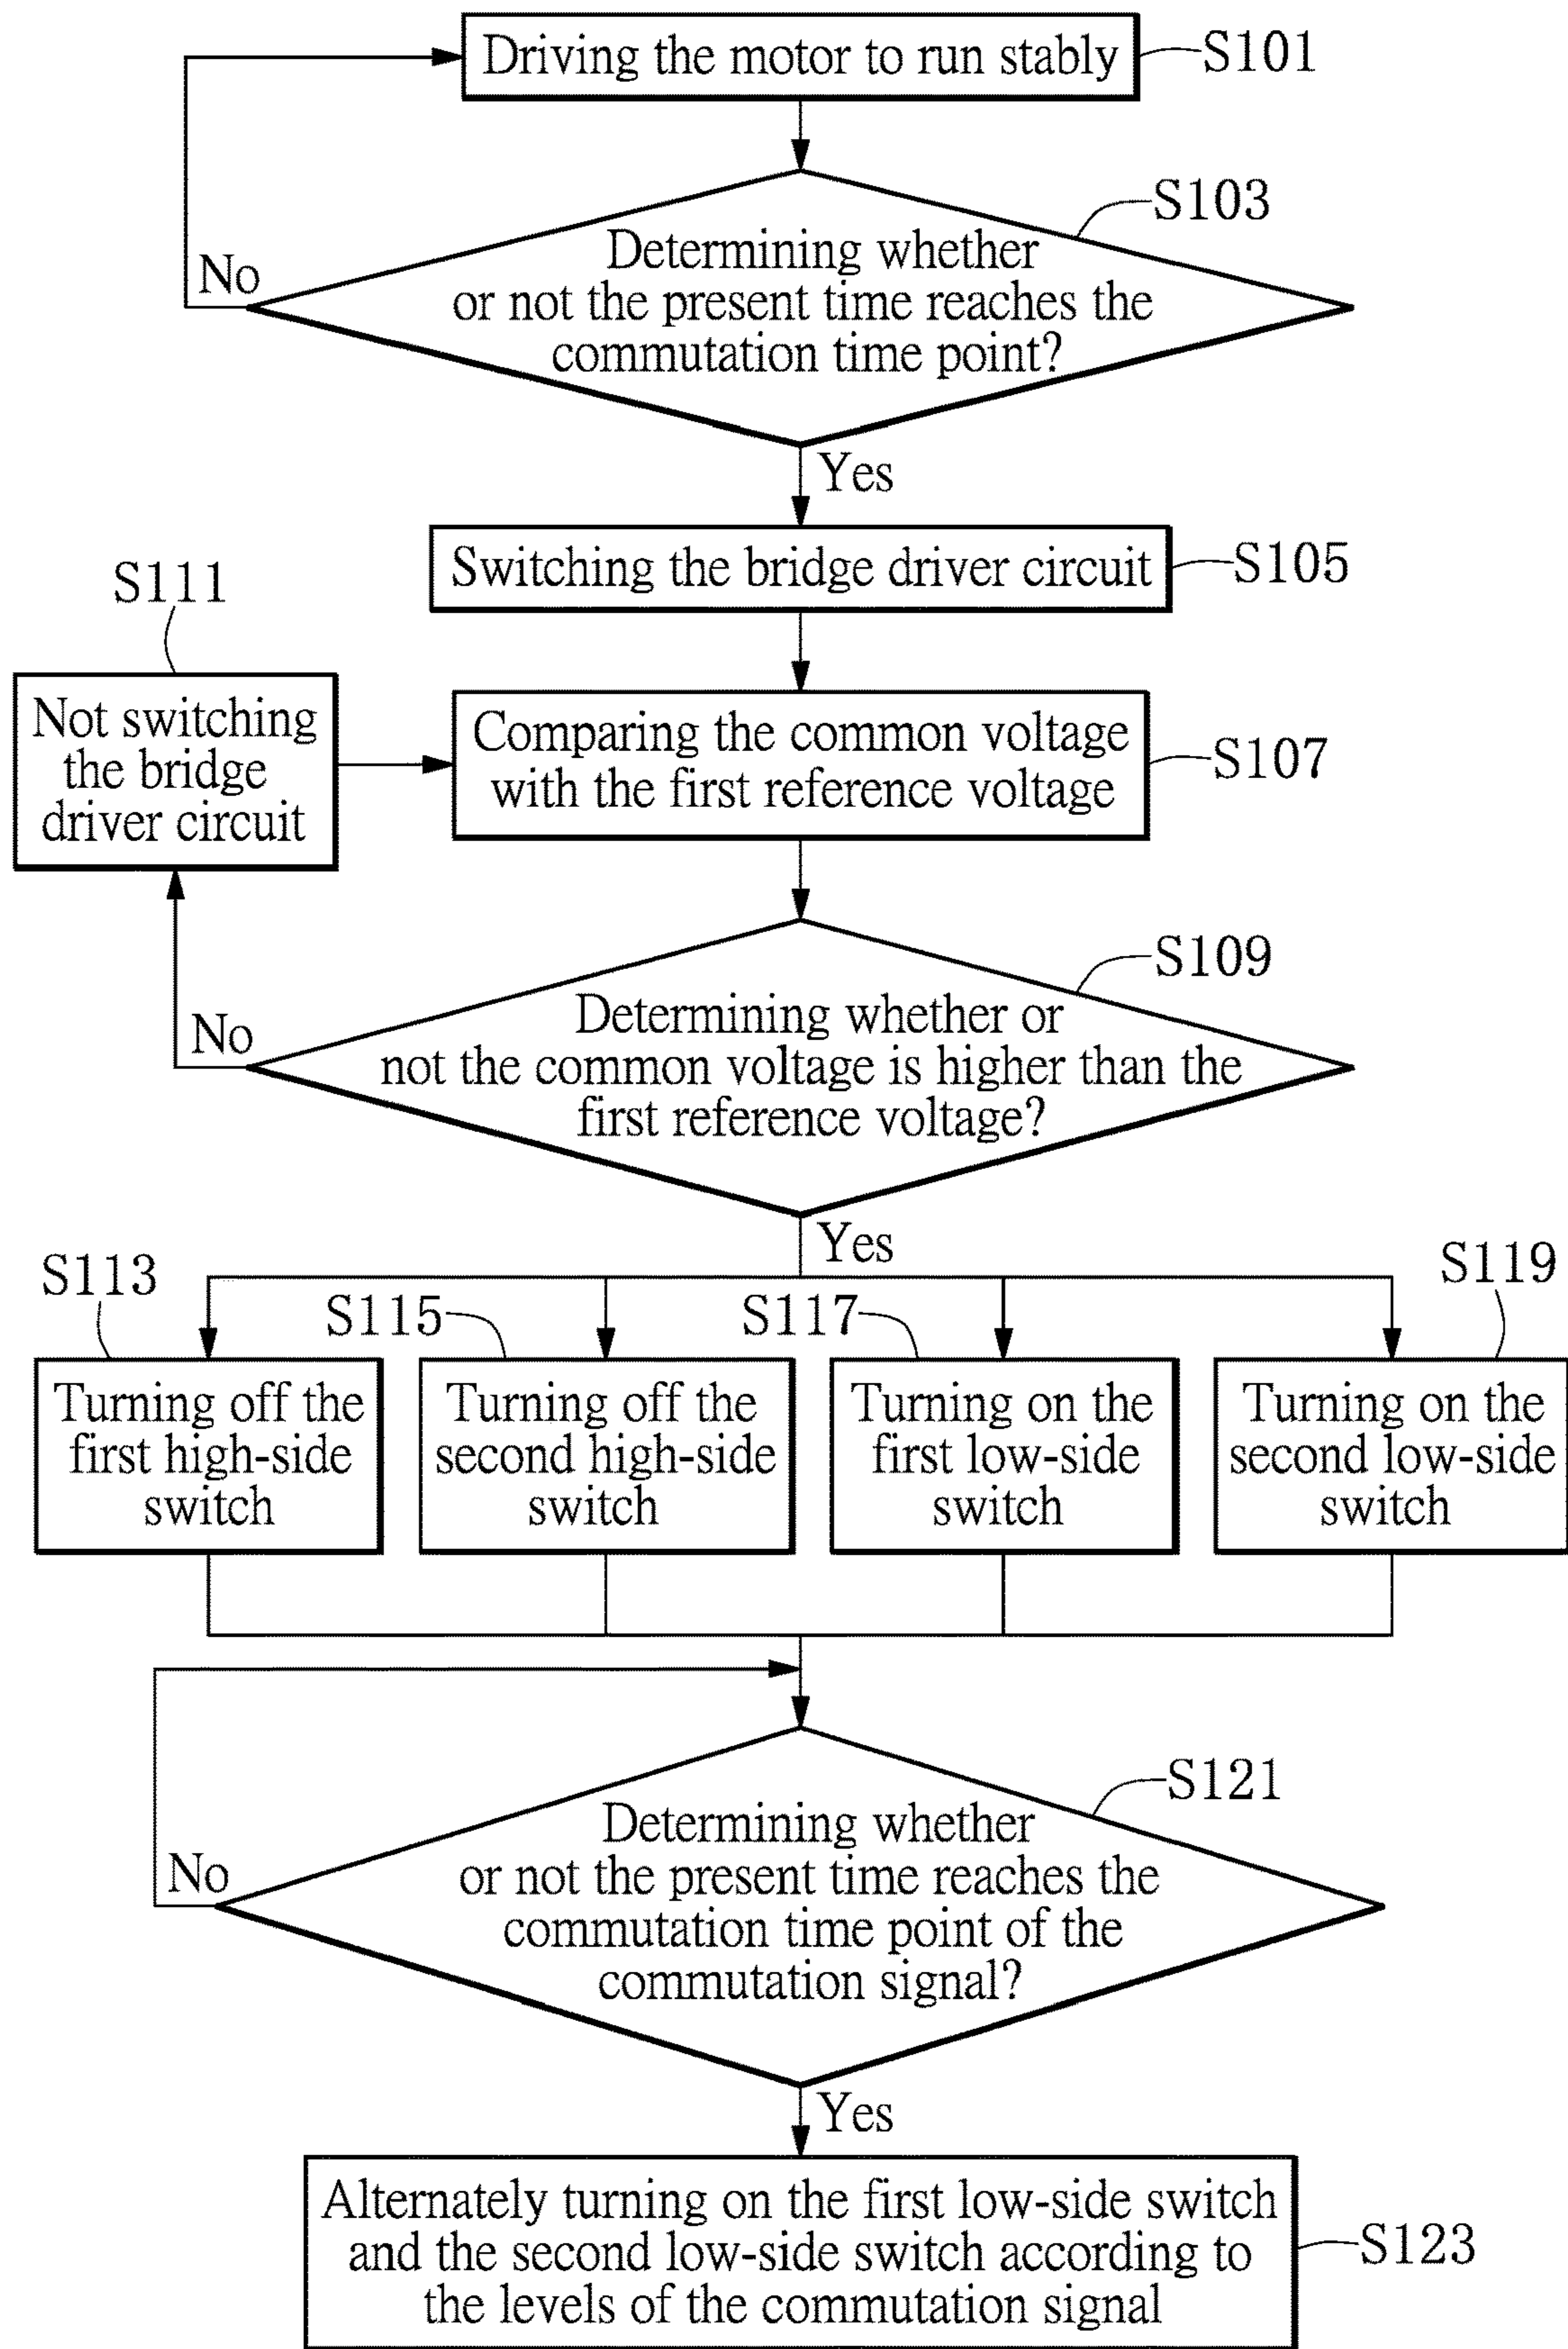 Driving the motor to run stably
S101
S103
Determining whether
or not the present time reaches the
commutation time point?
No
Yes
Switching the bridge driver circuit
S105
S111
Not switching
the bridge
driver circuit
Comparing the common voltage
with the first reference voltage
S107
S109
Determining whether or
not the common voltage is higher than the
first reference voltage?
No
Yes
S113
Turning off the
first high-side
switch
S115
Turning off the
second high-side
switch
S117
Turning on the
first low-side
switch
S119
Turning on the
second low-side
switch
S121
Determining whether
or not the present time reaches the
commutation time point of the
commutation signal?
No
Yes
Alternately turning on the first low-side switch
and the second low-side switch according to
the levels of the commutation signal
S123